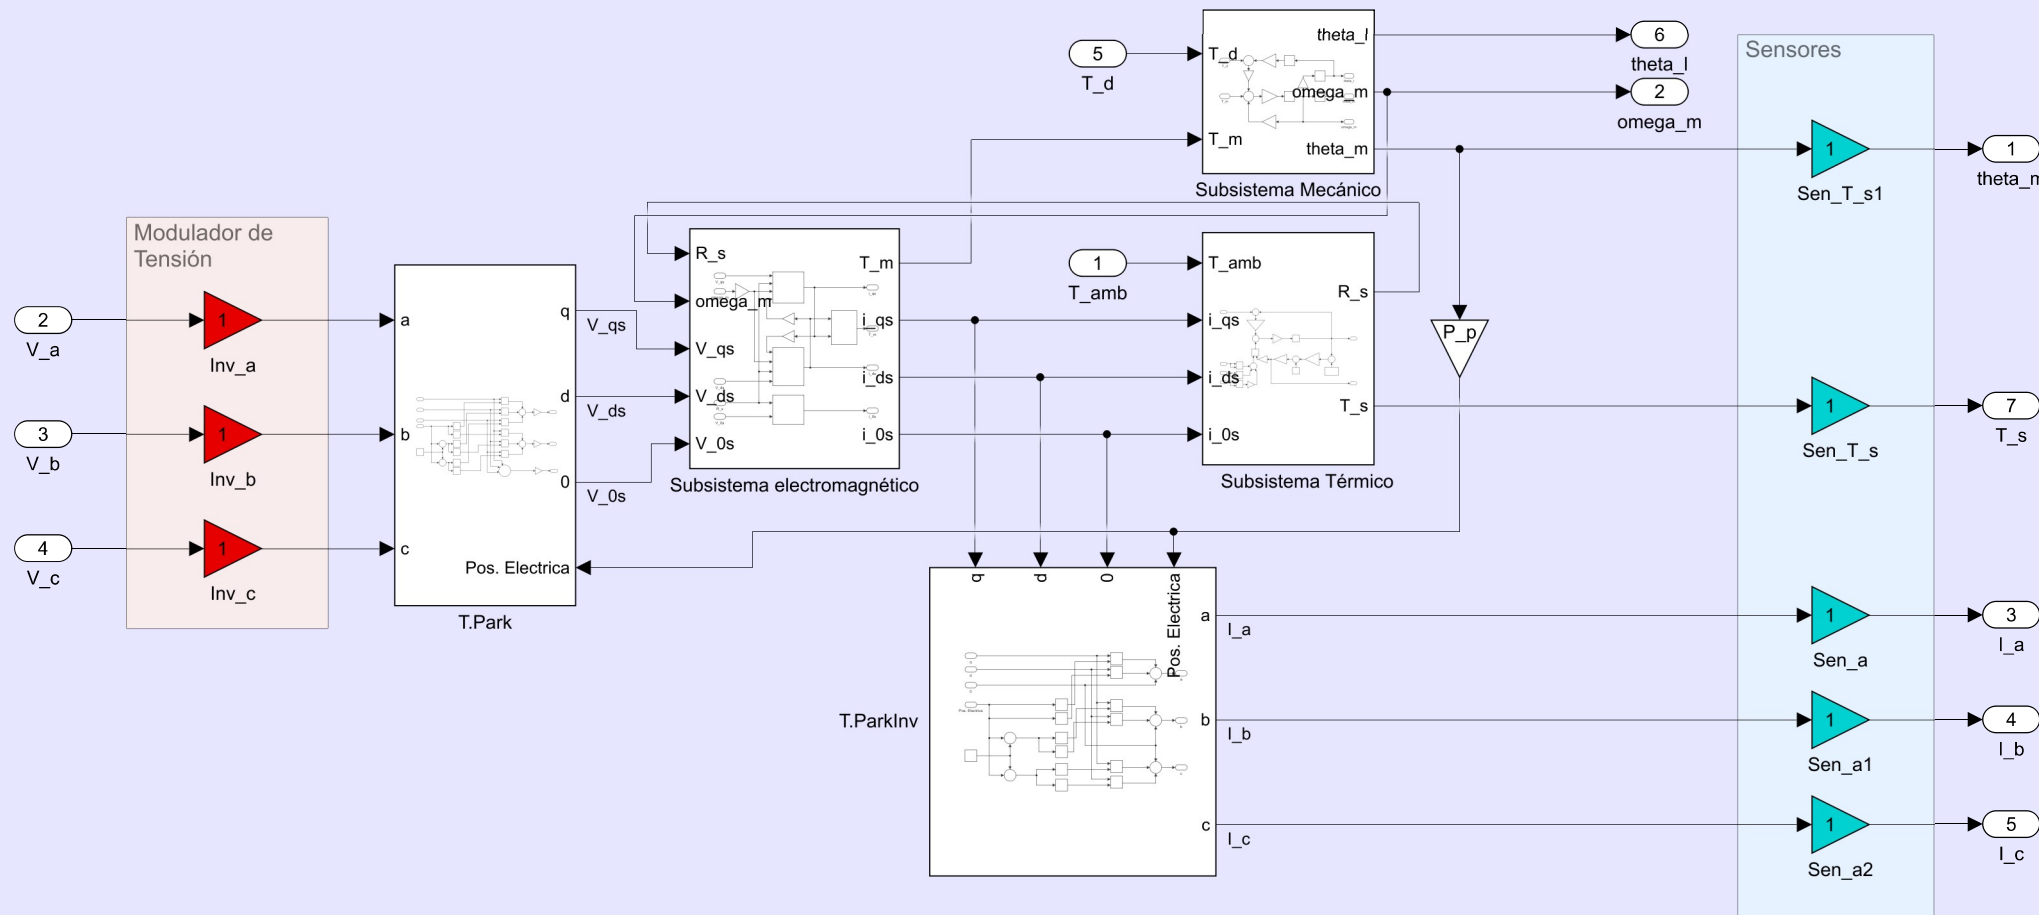 Modulador de
Tensión
2
V_a
1
Inv_a
3
V_b
1
Inv_b
4
V_c
1
Inv_c
a
b
c
q
d
0
Pos. Electrica
T.Park
V_qs
V_ds
V_0s
R_s
omega_m
V_qs
V_ds
V_0s
T_m
i_qs
i_ds
i_0s
Subsistema electromagnético
5
T_d
T_d
T_m
theta_l
omega_m
theta_m
Subsistema Mecánico
6
theta_l
2
omega_m
1
T_amb
T_amb
i_qs
i_ds
i_0s
R_s
T_s
Subsistema Térmico
P_p
q
d
0
Pos. Electrica
a
b
c
T.ParkInv
I_a
I_b
I_c
Sensores
1
Sen_T_s1
1
theta_m
1
Sen_T_s
7
T_s
1
Sen_a
3
I_a
1
Sen_a1
4
I_b
1
Sen_a2
5
I_c